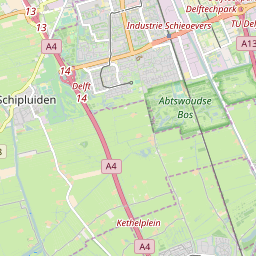 13
Delftechpark
Industrie Schieoevers
TU Del
13
A4
A13
14
Delft
14
Schipluiden
Abtswoudse
Bos
A4
Kethelplein
A4